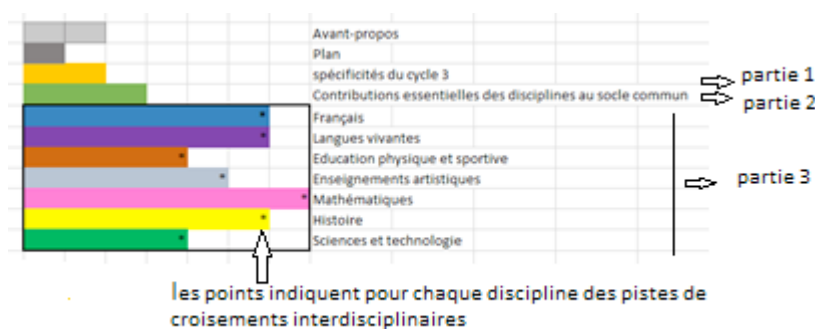 Avant-propos
Plan
spécificités du cycle 3
partie 1
Contributions essentielles des disciplines au socle commun
partie 2
Français
Langues vivantes
Education physique et sportive
Enseignements artistiques
partie 3
Mathématiques
Histoire
Sciences et technologie
les points indiquent pour chaque discipline des pistes de
croisements interdisciplinaires